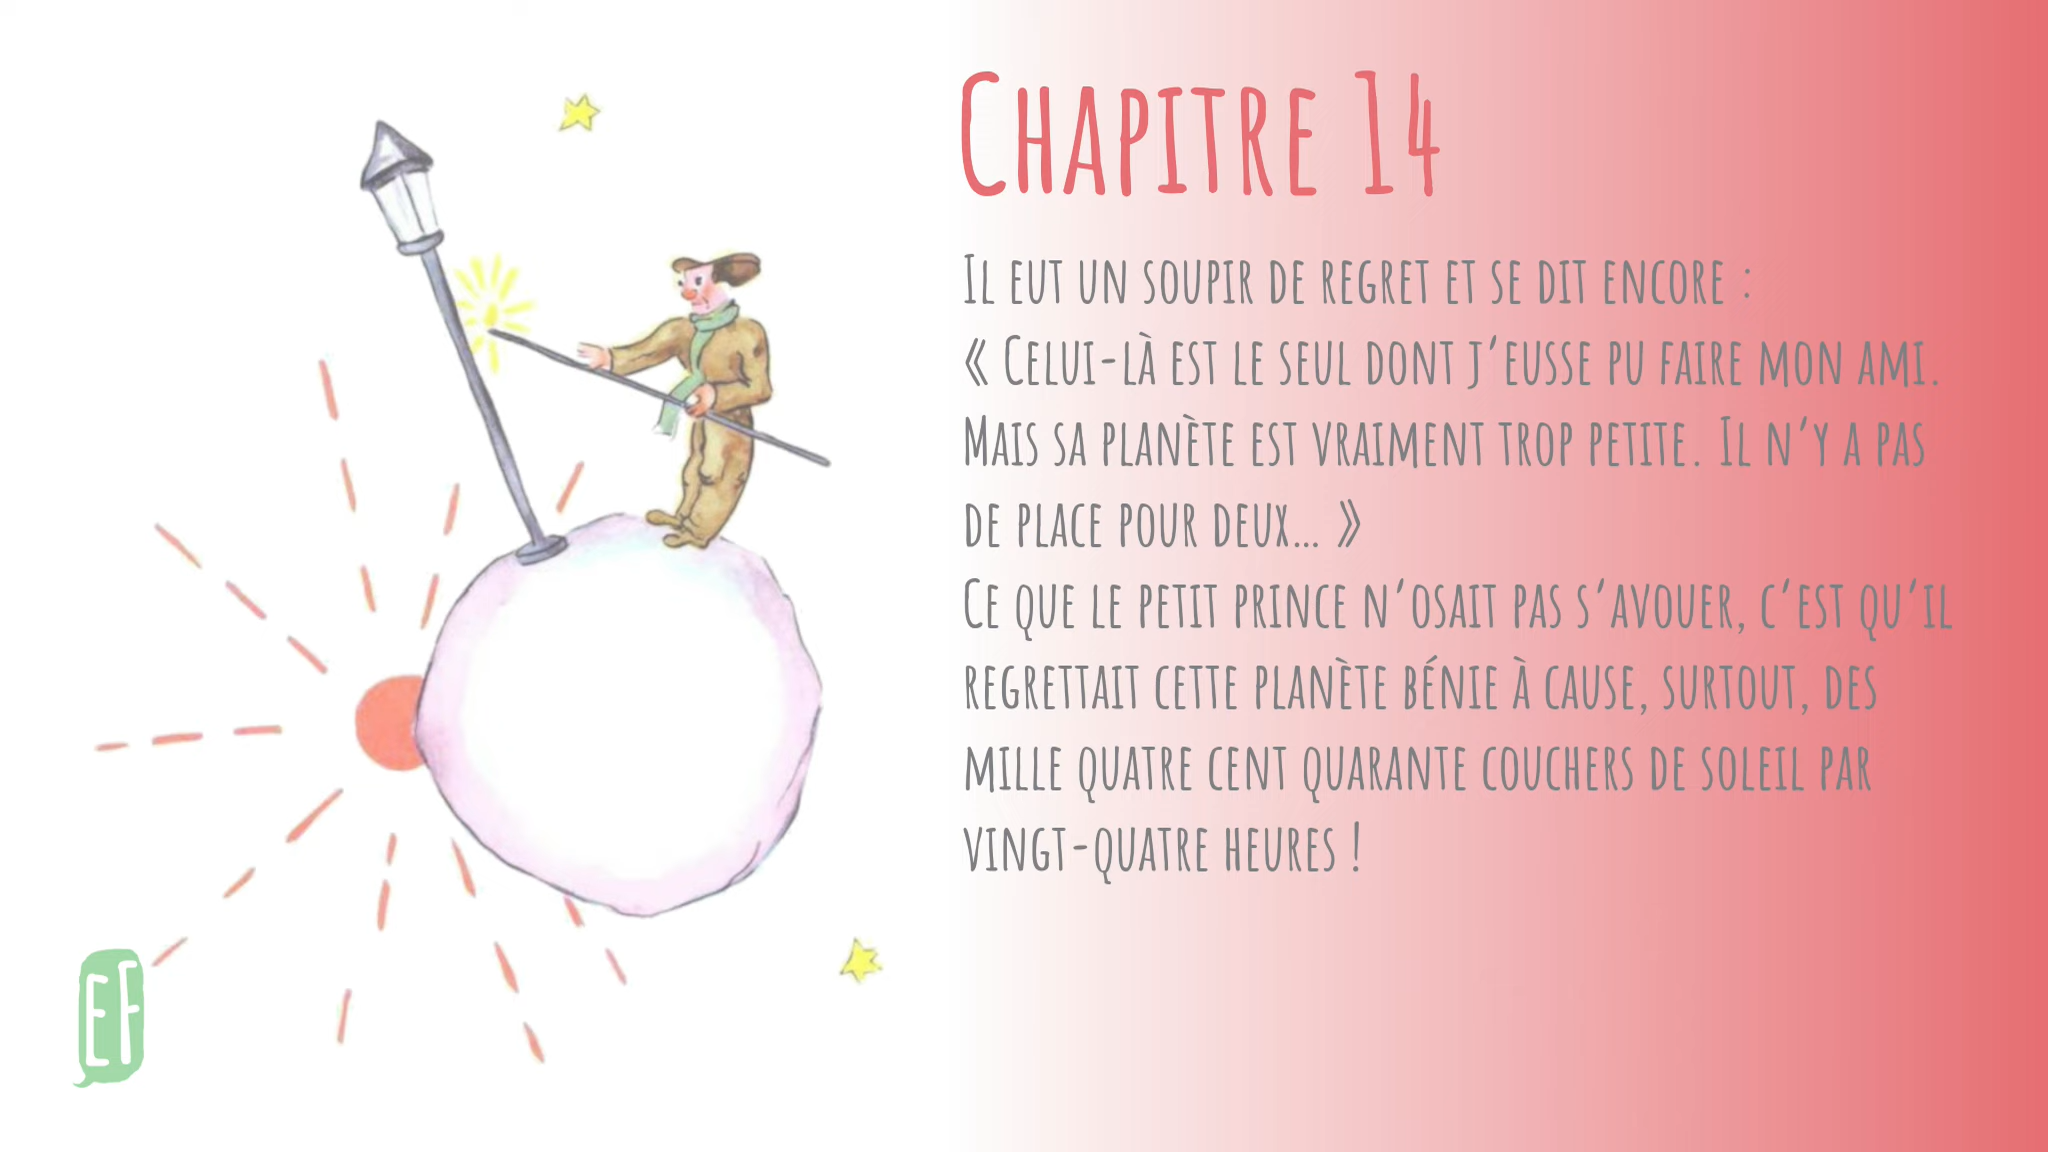 Chapitre 14
Il eut un soupir de regret et se dit encore :
« Celui-là est le seul dont j’eusse pu faire mon ami.
Mais sa planète est vraiment trop petite. Il n’y a pas
de place pour deux… »
Ce que le petit prince n’osait pas s’avouer, c’est qu’il
regrettait cette planète bénie à cause, surtout, des
mille quatre cent quarante couchers de soleil par
vingt-quatre heures !
EF